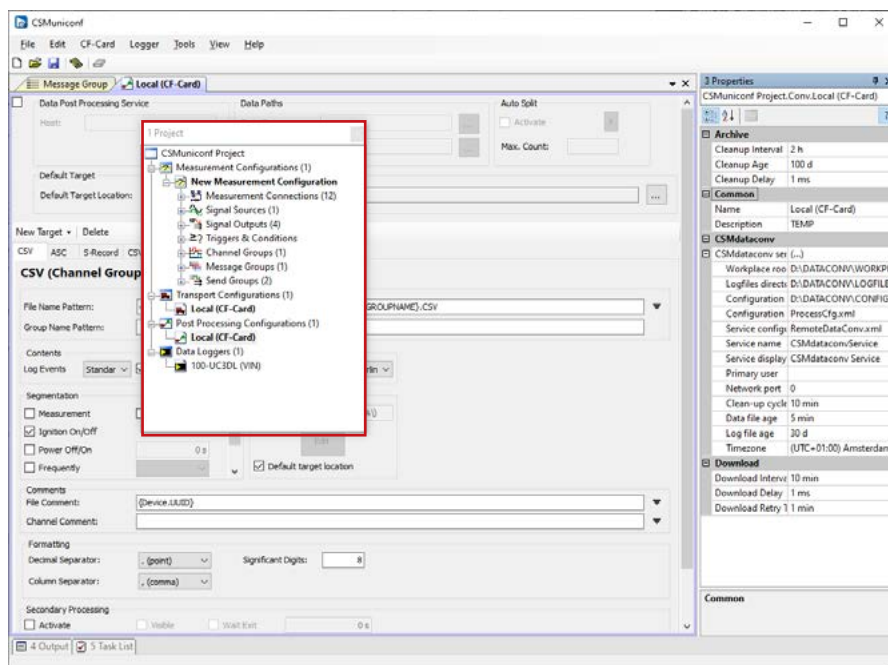 CSMuniconf
File Edit CF-Card Logger Tools View Help
Message Group Local (CF-Card)
Data Post Processing Service Data Paths Auto Split
Host: Activate
Max. Count:
Default Target
Default Target Location:
New Target Delete
CSV ASC S-Record
CSV (Channel Group
File Name Pattern: GROUPNAME}.CSV
Group Name Pattern:
Contents
Log Events Standar
Segmentation
Measurement
Ignition On/Off
Power Off/On 0 s
Frequently Default target location
Comments
File Comment: {Device.UUID}
Channel Comment:
Formatting
Decimal Separator: . (point) Significant Digits: 8
Column Separator: , (comma)
Secondary Processing
Activate Visible Wait Exit 0 s
4 Output 5 Task List
1 Project
CSMuniconf Project
Measurement Configurations (1)
New Measurement Configuration
Measurement Connections (12)
Signal Sources (1)
Signal Outputs (4)
Triggers & Conditions
Channel Groups (1)
Message Groups (1)
Send Groups (2)
Transport Configurations (1)
Local (CF-Card)
Post Processing Configurations (1)
Local (CF-Card)
Data Loggers (1)
100-UC3DL (VIN)
3 Properties
CSMuniconf Project.Conv.Local (CF-Card)
Archive
Cleanup Interval 2 h
Cleanup Age 100 d
Cleanup Delay 1 ms
Common
Name Local (CF-Card)
Description TEMP
CSMdataconv
CSMdataconv ser (...)
Workplace roo D:\DATACONV\WORKPL
Logfiles direct D:\DATACONV\LOGFILE
Configuration D:\DATACONV\CONFIG
Configuration ProcessCfg.xml
Service config RemoteDataConv.xml
Service name CSMdataconvService
Service display CSMdataconv Service
Primary user
Network port 0
Clean-up cycle 10 min
Data file age 5 min
Log file age 30 d
Timezone (UTC+01:00) Amsterdam
Download
Download Interva 10 min
Download Delay 1 ms
Download Retry T 1 min
Common